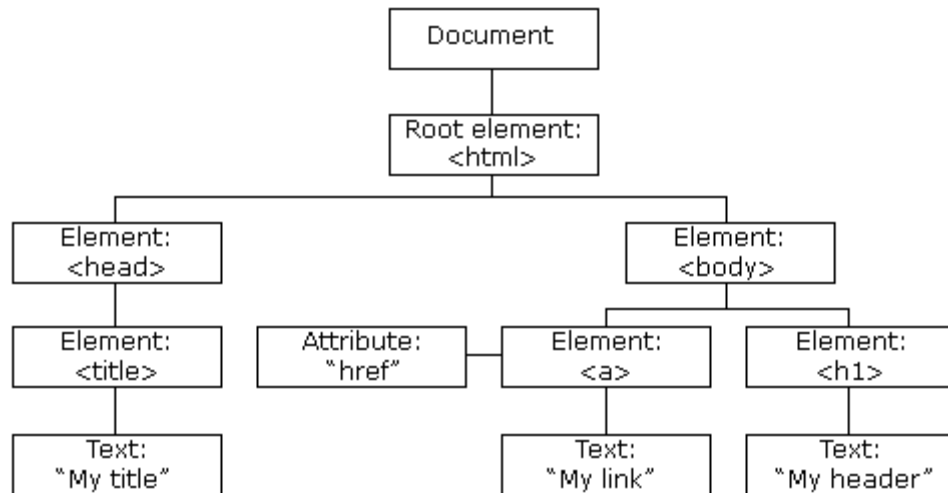 Document
Root element:
<html>
Element:
<head>
Element:
<body>
Element:
<title>
Attribute:
“href”
Element:
<a>
Element:
<h1>
Text:
“My title”
Text:
“My link”
Text:
“My header”